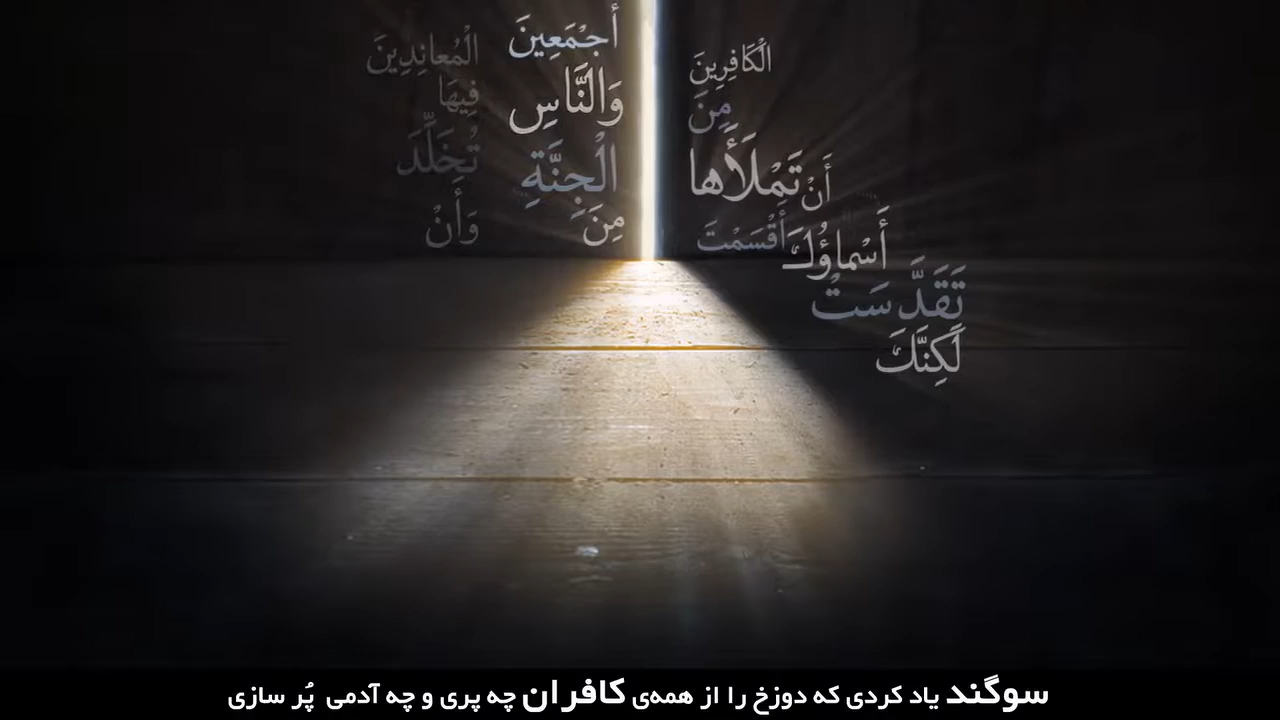 لَكِنَّكَ
تَقَدَّسَتْ
أَسْماؤُكَ
أَقْسَمْتَ
أَنْ
تَمْلَأَها
مِنَ
الْكَافِرِينَ
مِنَ
الْجِنَّةِ
وَالنَّاسِ
أَجْمَعِينَ
وَأَنْ
تُخَلِّدَ
فِيهَا
الْمُعانِدِينَ
سوگند یاد کردی که دوزخ را از همه‌ی کافران چه پری و چه آدمی پُر سازی